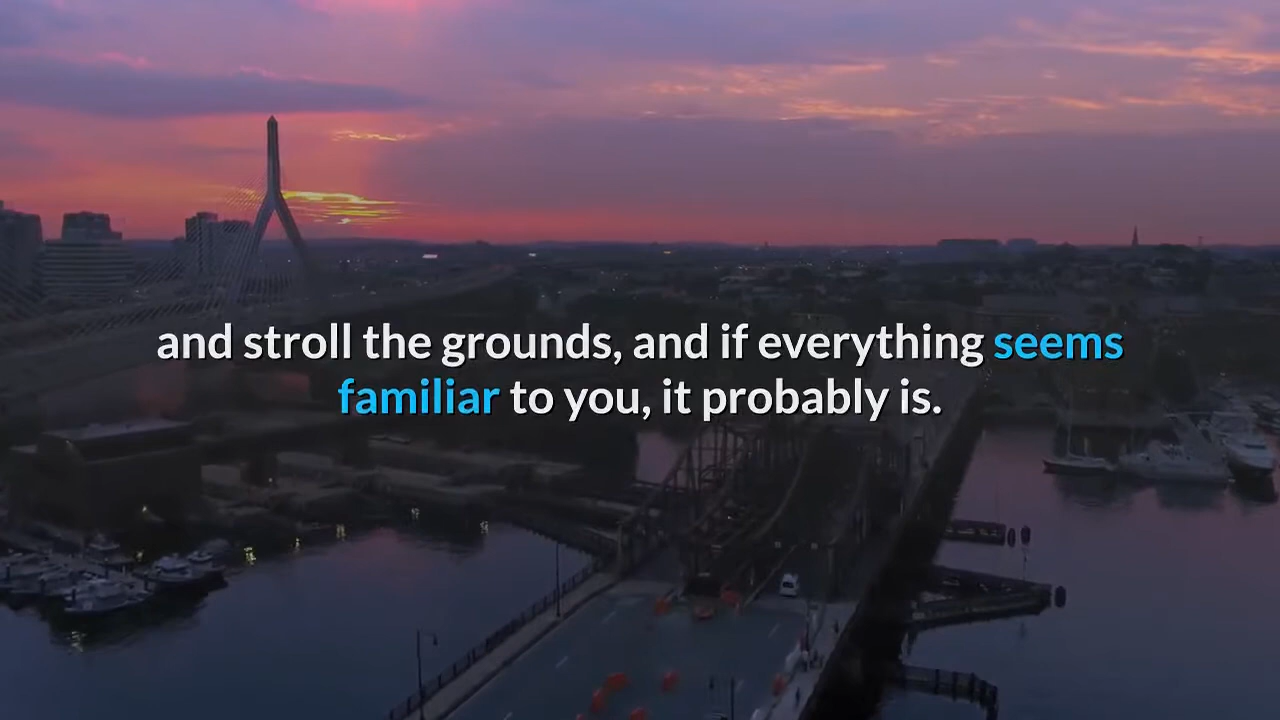 and stroll the grounds, and if everything seems
familiar to you, it probably is.